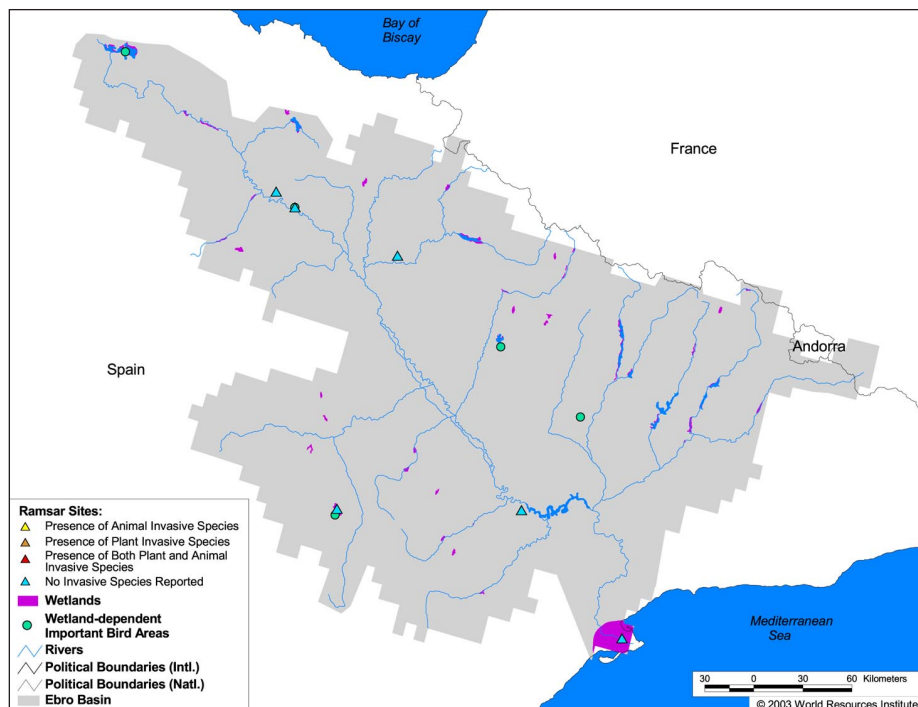 Bay of
Biscay
France
Andorra
Spain
Ramsar Sites:
Presence of Animal Invasive Species
Presence of Plant Invasive Species
Presence of Both Plant and Animal
Invasive Species
No Invasive Species Reported
Wetlands
Wetland-dependent
Important Bird Areas
Rivers
Political Boundaries (Intl.)
Political Boundaries (Natl.)
Ebro Basin
Mediterranean
Sea
30 0 30 60 Kilometers
© 2003 World Resources Institute